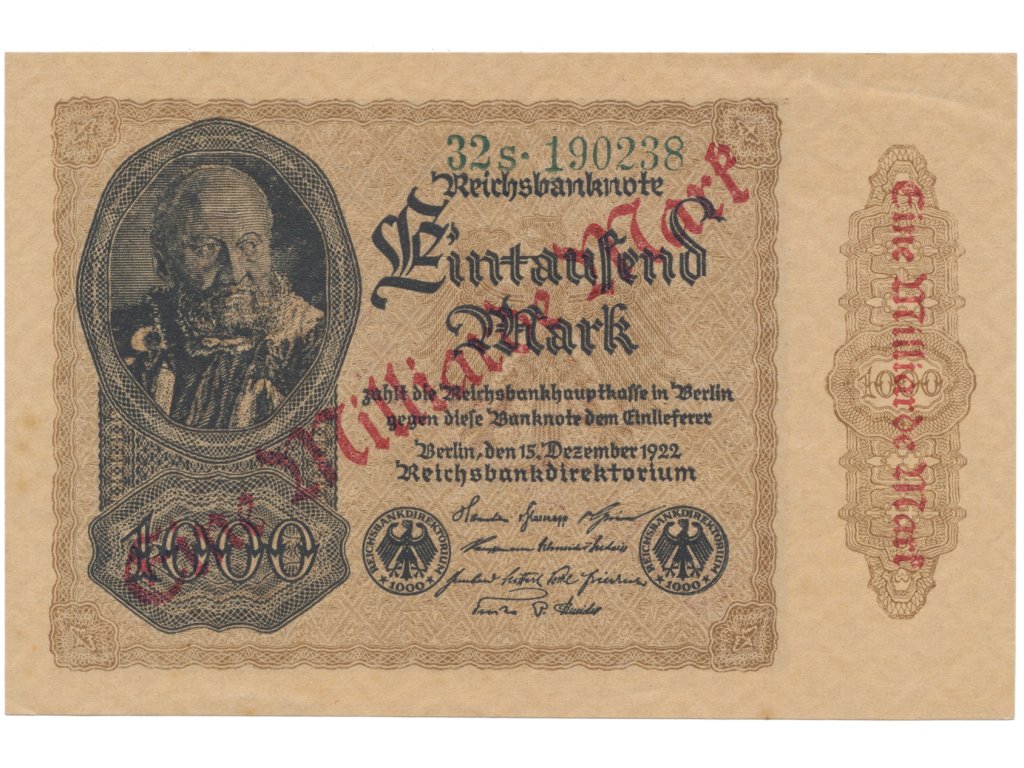 32s· 190238
Reichsbanknote
Eintausend
Mark
zahlt die Reichsbankhauptkasse in Berlin
gegen diese Banknote dem Einlieferer
Berlin, den 15. Dezember 1922
Reichsbankdirektorium
Eine Milliarde Mark
1000
REICHSBANKDIREKTORIUM
1000
REICHSBANKDIREKTORIUM
1000
1000
Eine Milliarde Mark